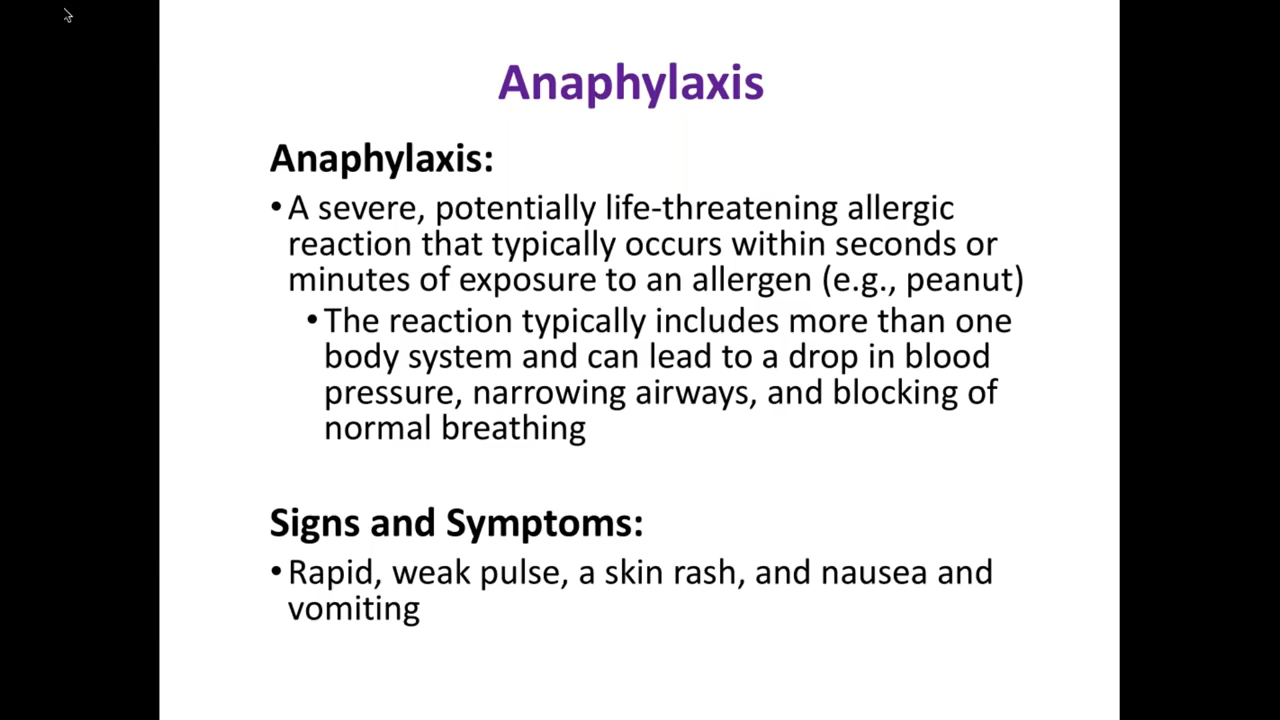 Anaphylaxis
Anaphylaxis:
• A severe, potentially life-threatening allergic
reaction that typically occurs within seconds or
minutes of exposure to an allergen (e.g., peanut)
• The reaction typically includes more than one
body system and can lead to a drop in blood
pressure, narrowing airways, and blocking of
normal breathing
Signs and Symptoms:
• Rapid, weak pulse, a skin rash, and nausea and
vomiting